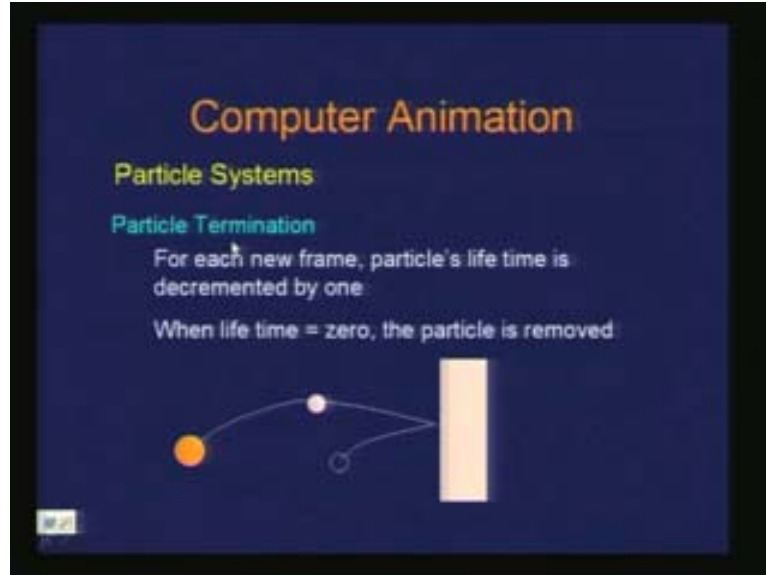 Computer Animation
Particle Systems
Particle Termination
For each new frame, particle's life time is
decremented by one
When life time = zero, the particle is removed